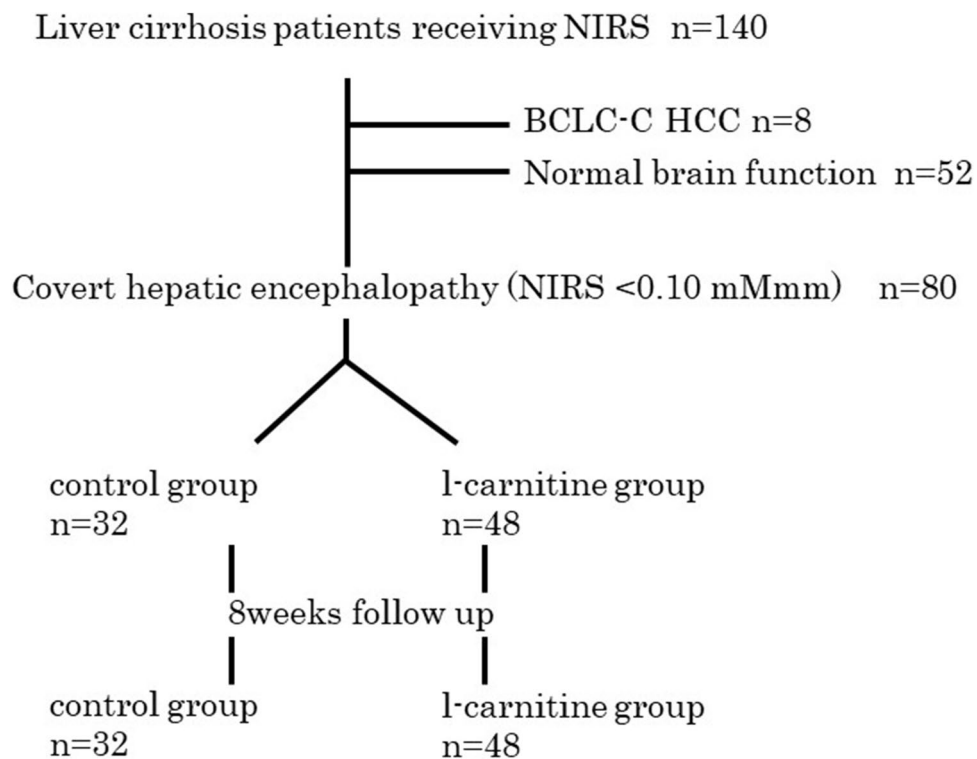 Liver cirrhosis patients receiving NIRS n=140
BCLC-C HCC n=8
Normal brain function n=52
Covert hepatic encephalopathy (NIRS <0.10 mMmm) n=80
control group
n=32
l-carnitine group
n=48
8weeks follow up
control group
n=32
l-carnitine group
n=48